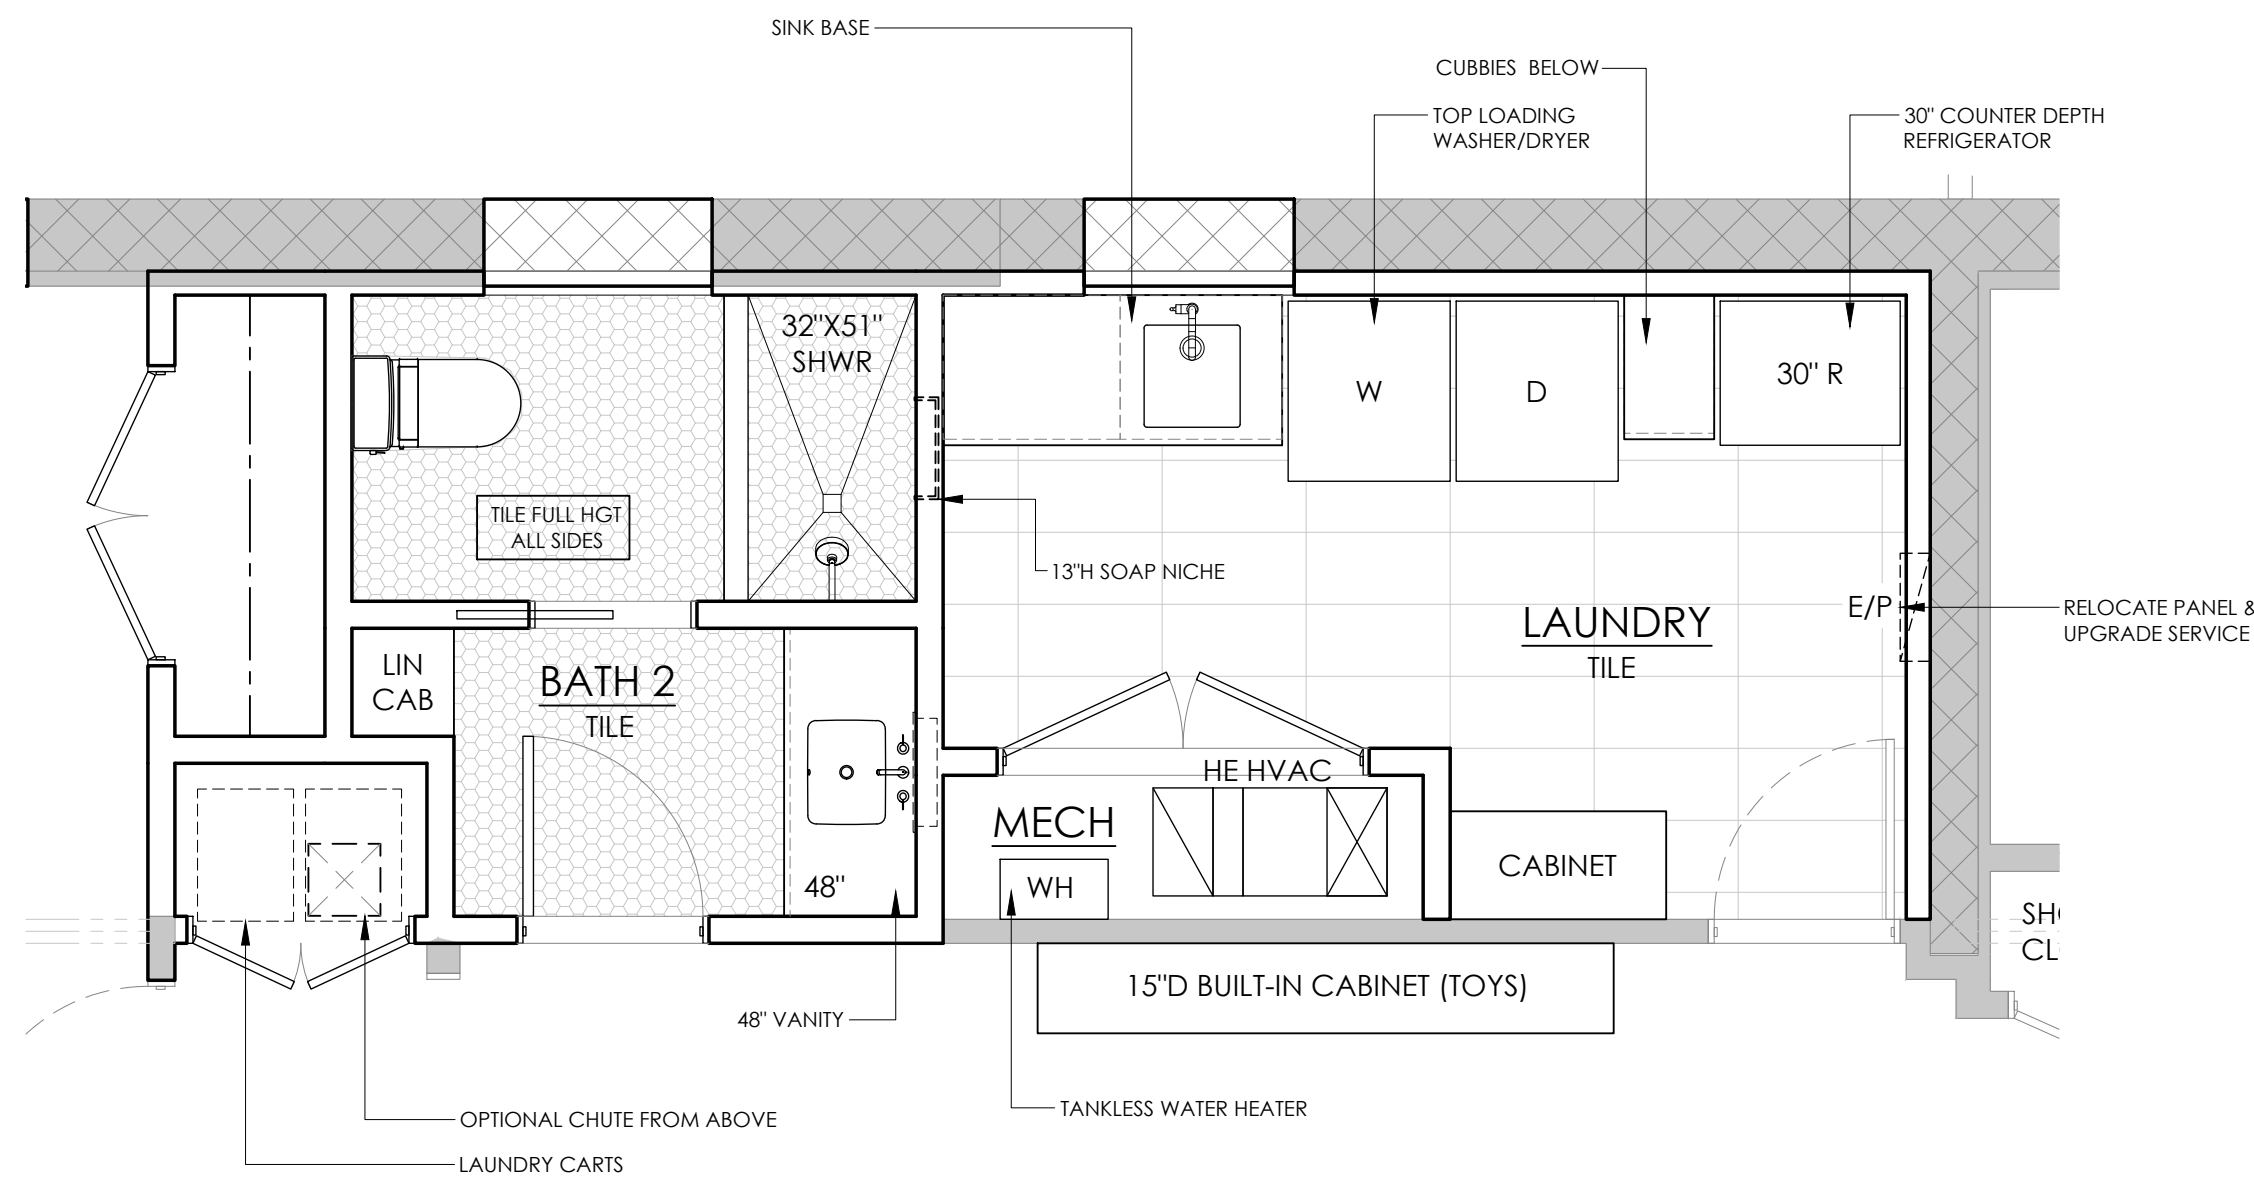 SINK BASE
CUBBIES BELOW
TOP LOADING
WASHER/DRYER
30" COUNTER DEPTH
REFRIGERATOR
32"X51"
SHWR
W
D
30" R
TILE FULL HGT
ALL SIDES
13"H SOAP NICHE
LAUNDRY
TILE
E/P
RELOCATE PANEL &
UPGRADE SERVICE
LIN
CAB
BATH 2
TILE
HE HVAC
MECH
WH
48"
CABINET
15"D BUILT-IN CABINET (TOYS)
48" VANITY
TANKLESS WATER HEATER
OPTIONAL CHUTE FROM ABOVE
LAUNDRY CARTS